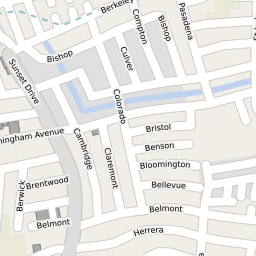 Berkeley
Compton
Bishop
Pasadena
Bishop
Culver
Sunset Drive
Colorado
ningham Avenue
Bristol
Cambridge
Claremont
Benson
Bloomington
Brentwood
Bellevue
Berwick
Belmont
Belmont
Herrera